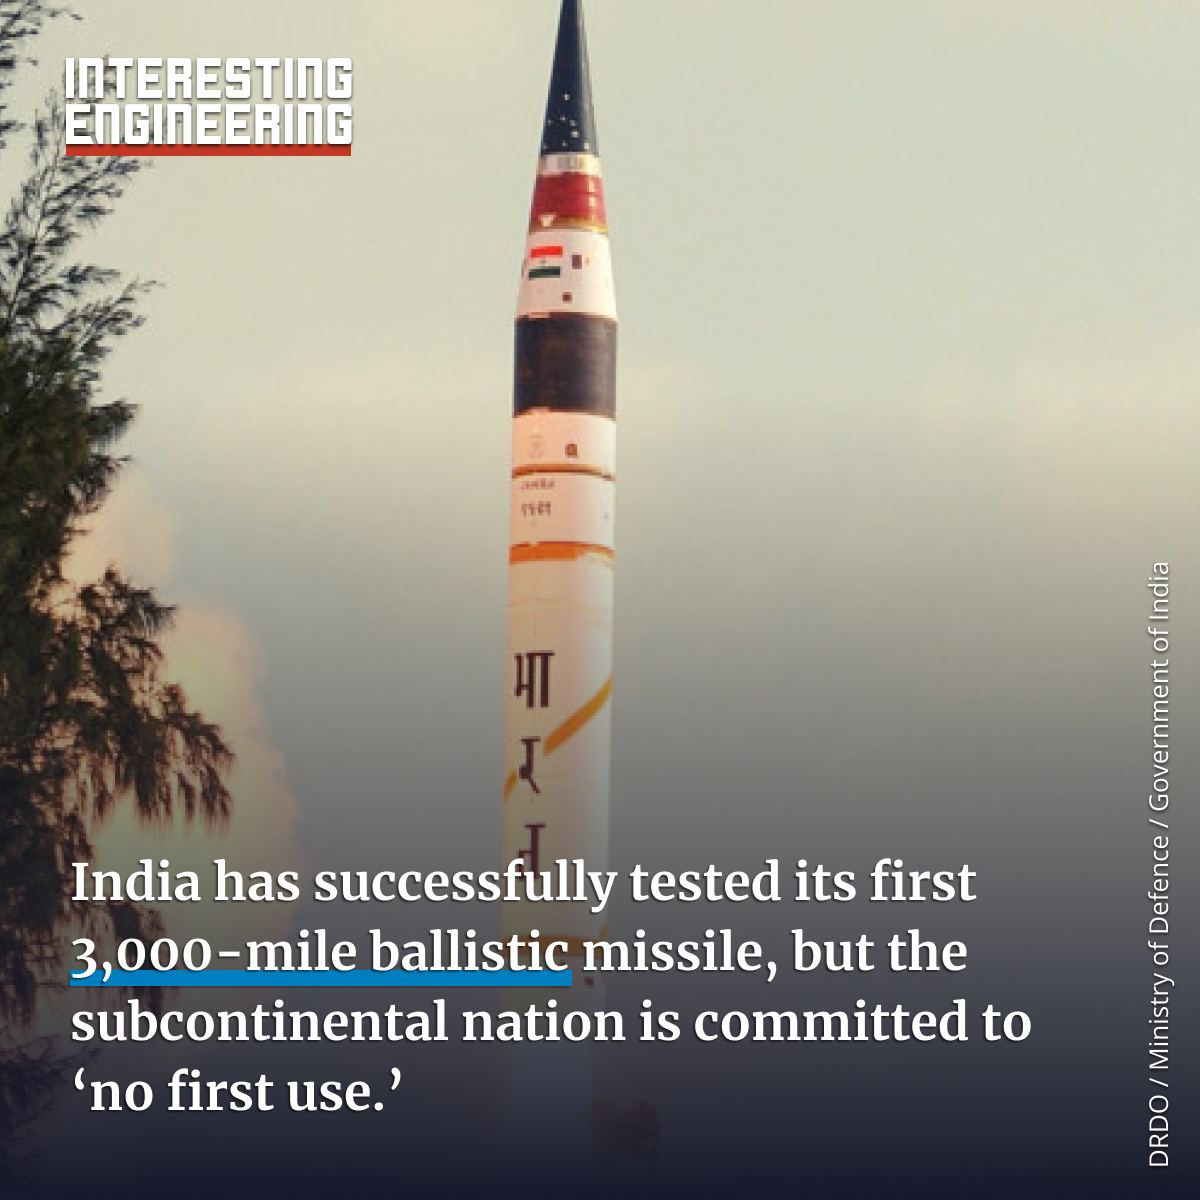 INTERESTING
ENGINEERING
भा
र
त
India has successfully tested its first
3,000-mile ballistic missile, but the
subcontinental nation is committed to
‘no first use.’
DRDO / Ministry of Defence / Government of India